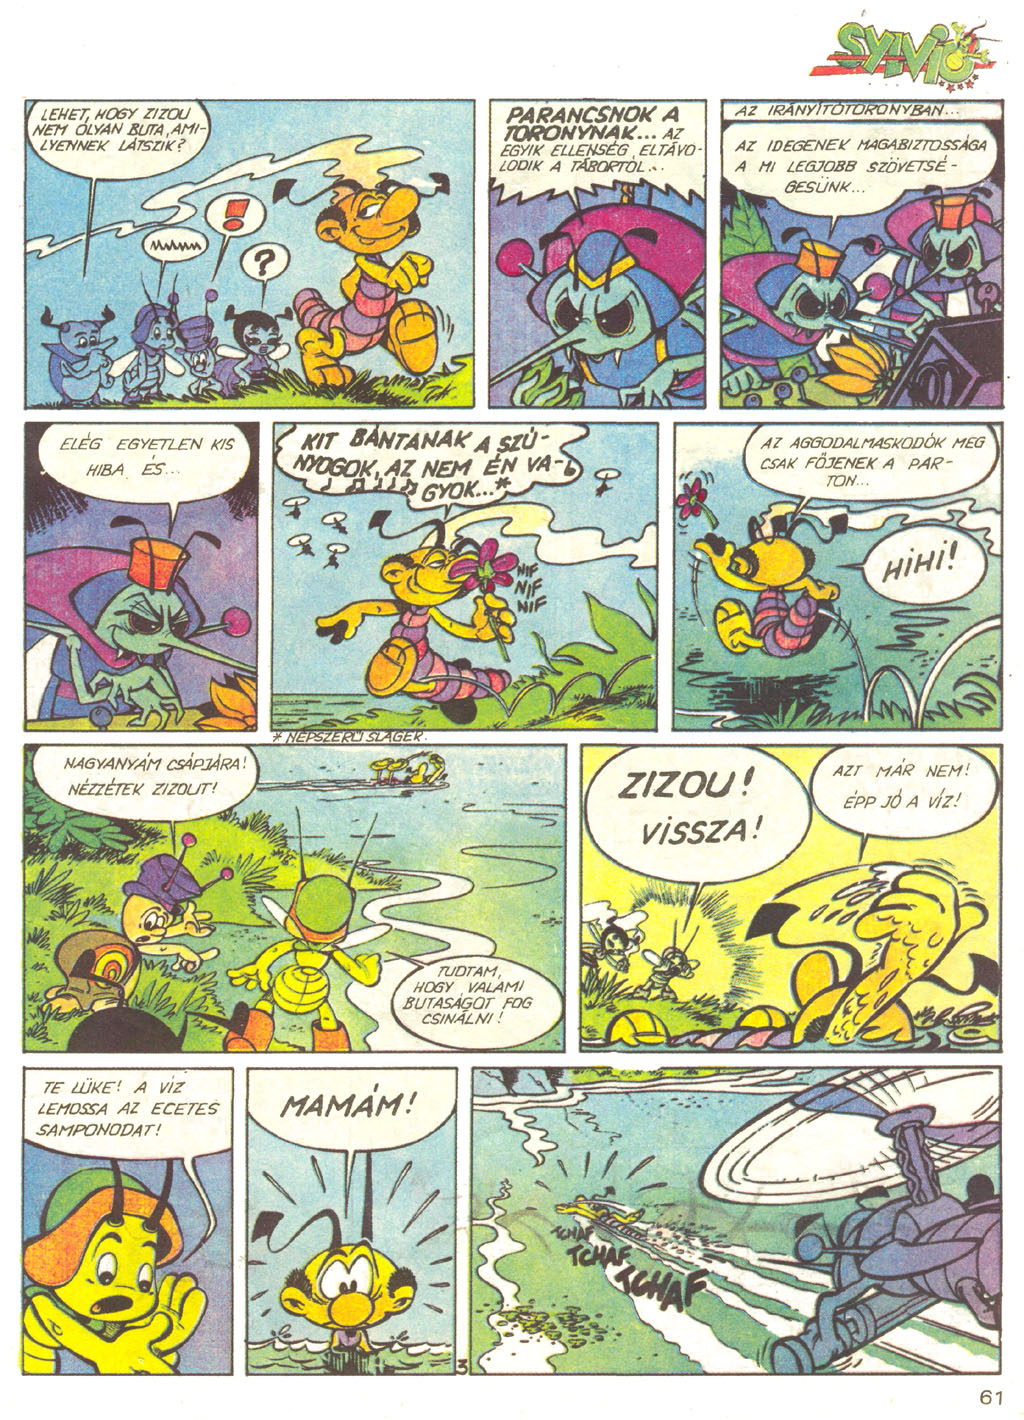 SYLVIO
LEHET, HOGY ZIZOU
NEM OLYAN BUTA, AMI-
LYENNEK LÁTSZIK?
!
?
PARANCSNOK A
TORONYNAK... AZ
EGYIK ELLENSÉG ELTÁVO-
LODIK A TÁBORTÓL...
AZ IRÁNYÍTÓTORONYBAN...
AZ IDEGENEK MAGABIZTOSSÁGA
A MI LEGJOBB SZÖVETSÉ-
GESÜNK...
ELÉG EGYETLEN KIS
HIBA ÉS...
KIT BÁNTANAK A SZÚ-
NYOGOK, AZ NEM ÉN VA-
GYOK...*
NIF
NIF
NIF
* NÉPSZERŰ SLÁGER.
AZ AGGODALMASKODÓK MEG
CSAK FŐJENEK A PAR-
TON...
HIHI!
NAGYANYÁM CSÁPJÁRA!
NÉZZÉTEK ZIZOUT!
TUDTAM,
HOGY VALAMI
BUTASÁGOT FOG
CSINÁLNI!
ZIZOU!
VISSZA!
AZT MÁR NEM!
ÉPP JÓ A VÍZ!
TE LÜKE! A VÍZ
LEMOSSA AZ ECETES
SAMPONODAT!
MAMÁM!
TCHAF
TCHAF
TCHAF
3
61